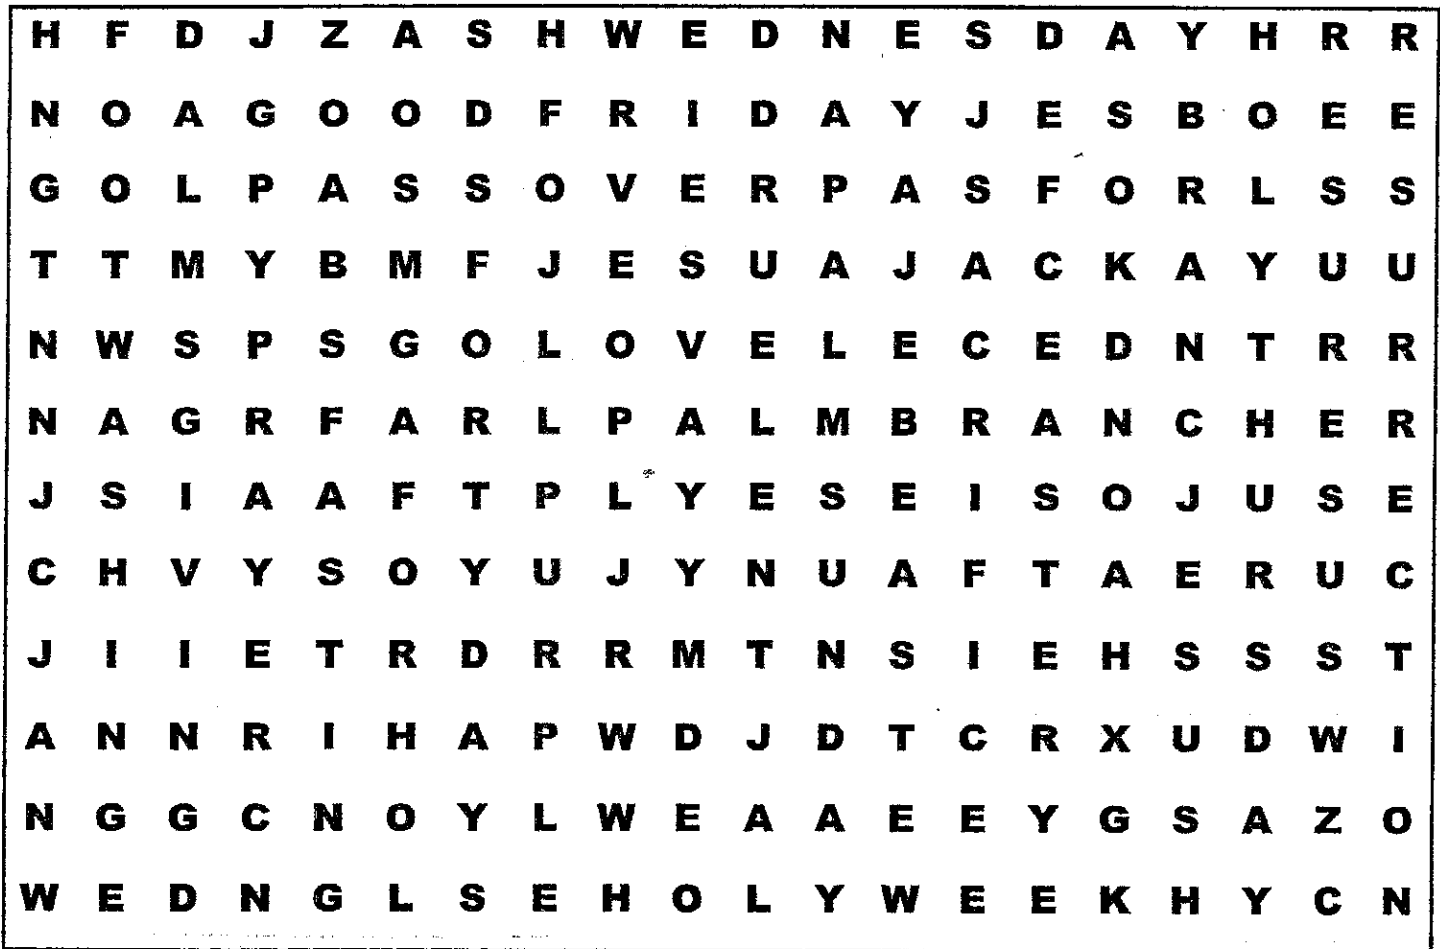 H F D J Z A S H W E D N E S D A Y H R R
N O A G O O D F R I D A Y J E S B O E E
G O L P A S S O V E R P A S F O R L S S
T T M Y B M F J E S U A J A C K A Y U U
N W S P S G O L O V E L E C E D N T R R
N A G R F A R L P A L M B R A N C H E R
J S I A A F T P L Y E S E I S O J U S E
C H V Y S O Y U J Y N U A F T A E R U C
J I I E T R D R R M T N S I E H S S S T
A N N R I H A P W D J D T C R X U D W I
N G G C N O Y L W E A A E E Y G S A Z O
W E D N G L S E H O L Y W E E K H Y C N